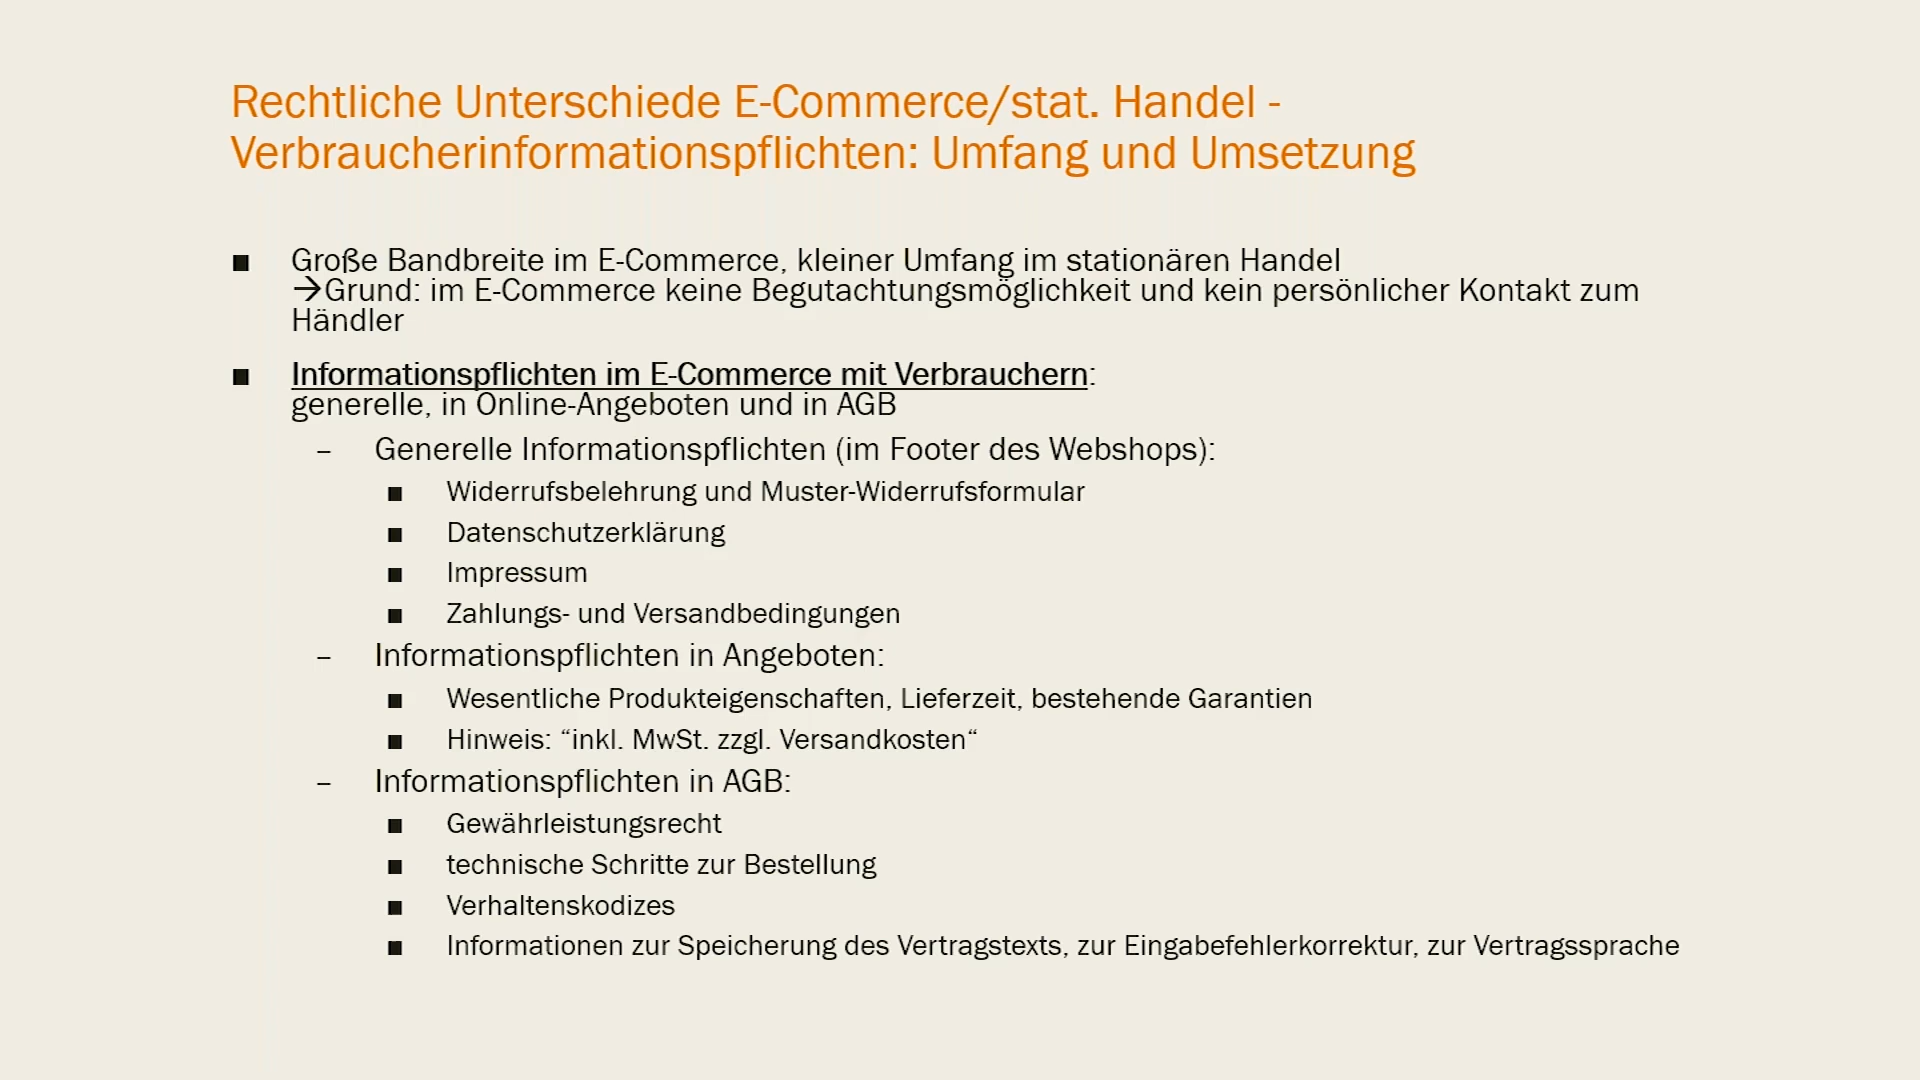 Rechtliche Unterschiede E-Commerce/stat. Handel -
Verbraucherinformationspflichten: Umfang und Umsetzung
■ Große Bandbreite im E-Commerce, kleiner Umfang im stationären Handel
→Grund: im E-Commerce keine Begutachtungsmöglichkeit und kein persönlicher Kontakt zum
Händler
■ Informationspflichten im E-Commerce mit Verbrauchern:
generelle, in Online-Angeboten und in AGB
– Generelle Informationspflichten (im Footer des Webshops):
■ Widerrufsbelehrung und Muster-Widerrufsformular
■ Datenschutzerklärung
■ Impressum
■ Zahlungs- und Versandbedingungen
– Informationspflichten in Angeboten:
■ Wesentliche Produkteigenschaften, Lieferzeit, bestehende Garantien
■ Hinweis: “inkl. MwSt. zzgl. Versandkosten“
– Informationspflichten in AGB:
■ Gewährleistungsrecht
■ technische Schritte zur Bestellung
■ Verhaltenskodizes
■ Informationen zur Speicherung des Vertragstexts, zur Eingabefehlerkorrektur, zur Vertragssprache